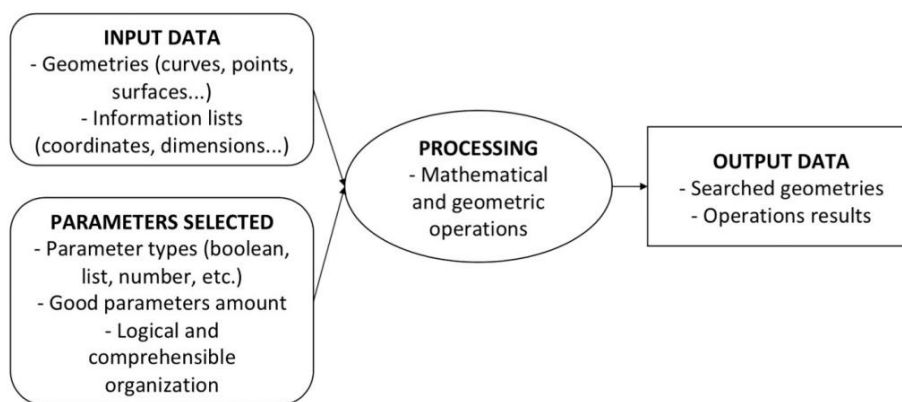 INPUT DATA
- Geometries (curves, points,
surfaces...)
- Information lists
(coordinates, dimensions...)
PARAMETERS SELECTED
- Parameter types (boolean,
list, number, etc.)
- Good parameters amount
- Logical and
comprehensible
organization
PROCESSING
- Mathematical
and geometric
operations
OUTPUT DATA
- Searched geometries
- Operations results